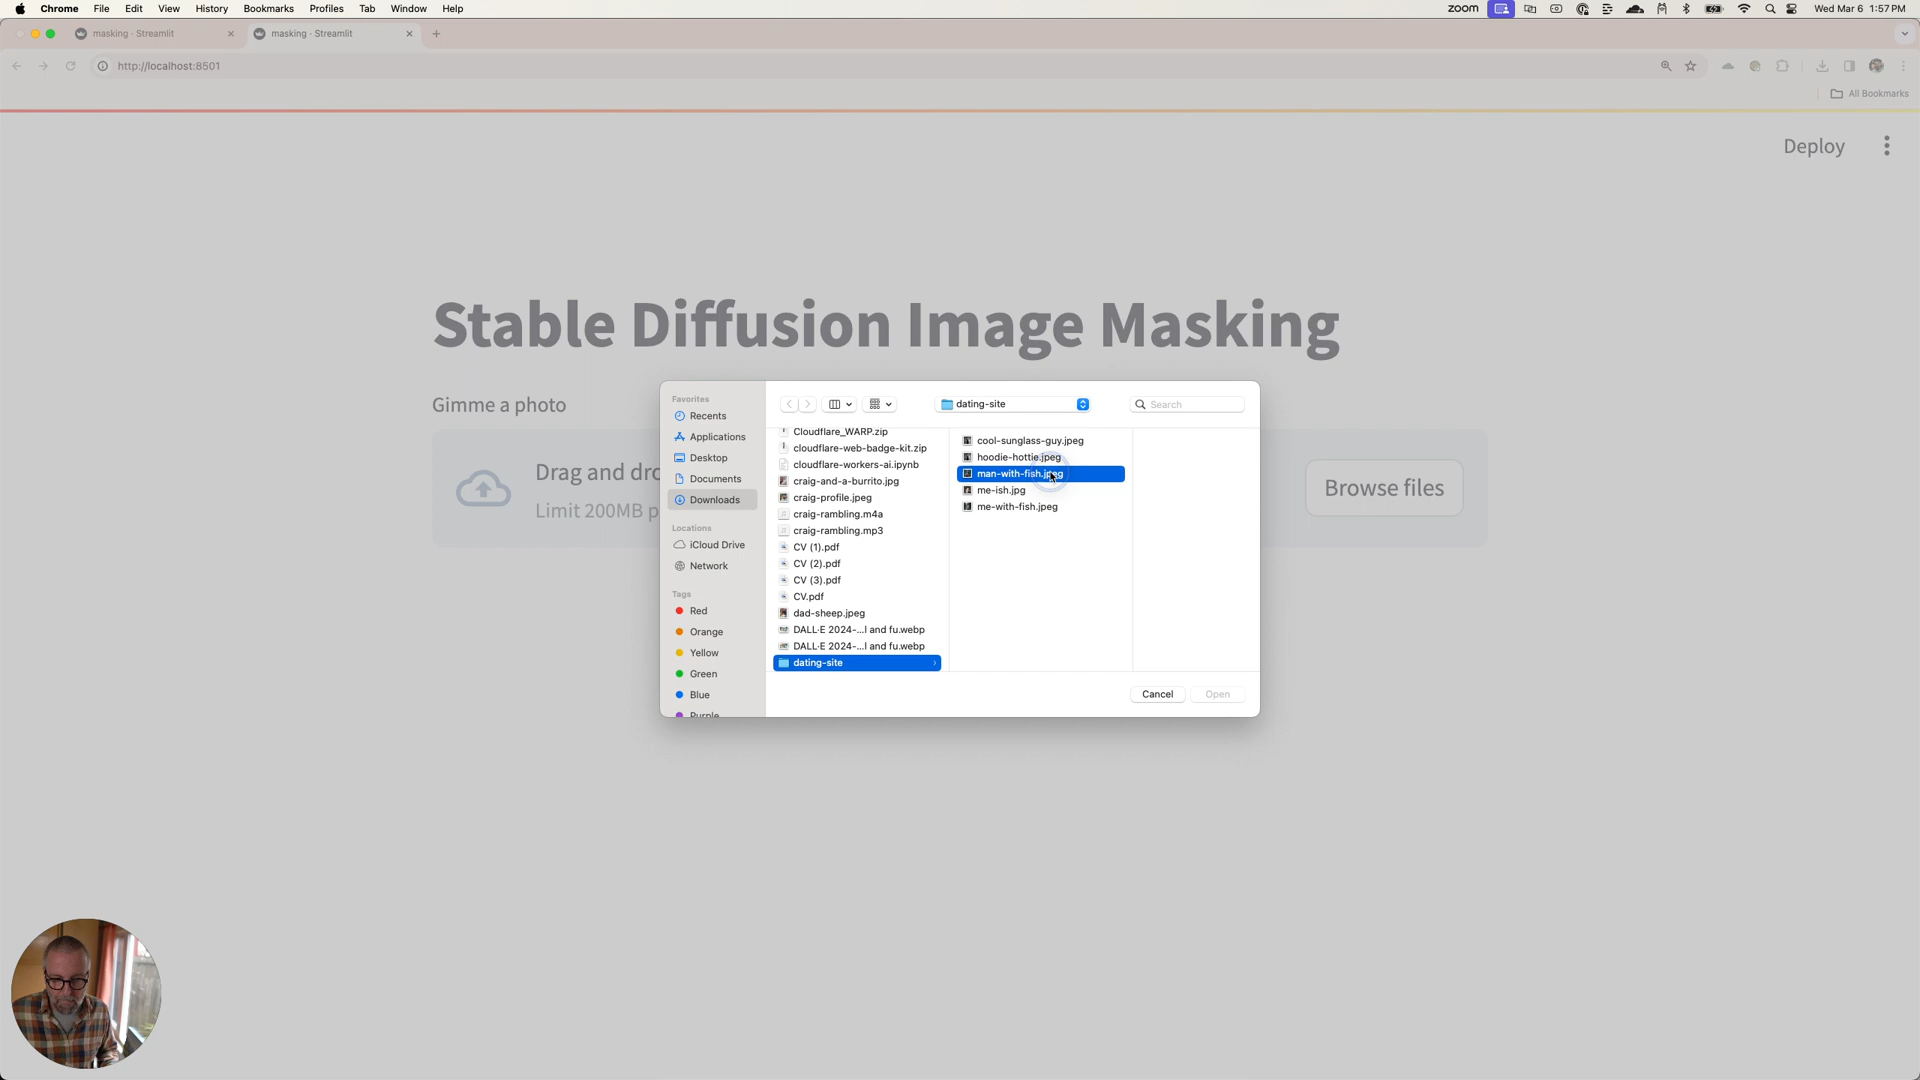 Chrome File Edit View History Bookmarks Profiles Tab Window Help zoom Wed Mar 6 1:57 PM
masking · Streamlit masking · Streamlit
http://localhost:8501
All Bookmarks
Deploy
Stable Diffusion Image Masking
Gimme a photo
Drag and dro
Limit 200MB p
Browse files
Favorites
Recents
Applications
Desktop
Documents
Downloads
Locations
iCloud Drive
Network
Tags
Red
Orange
Yellow
Green
Blue
Purple
dating-site
Search
Cloudflare_WARP.zip
cloudflare-web-badge-kit.zip
cloudflare-workers-ai.ipynb
craig-and-a-burrito.jpg
craig-profile.jpeg
craig-rambling.m4a
craig-rambling.mp3
CV (1).pdf
CV (2).pdf
CV (3).pdf
CV.pdf
dad-sheep.jpeg
DALL·E 2024-...l and fu.webp
DALL·E 2024-...l and fu.webp
dating-site
cool-sunglass-guy.jpeg
hoodie-hottie.jpeg
man-with-fish.jpeg
me-ish.jpg
me-with-fish.jpeg
Cancel Open